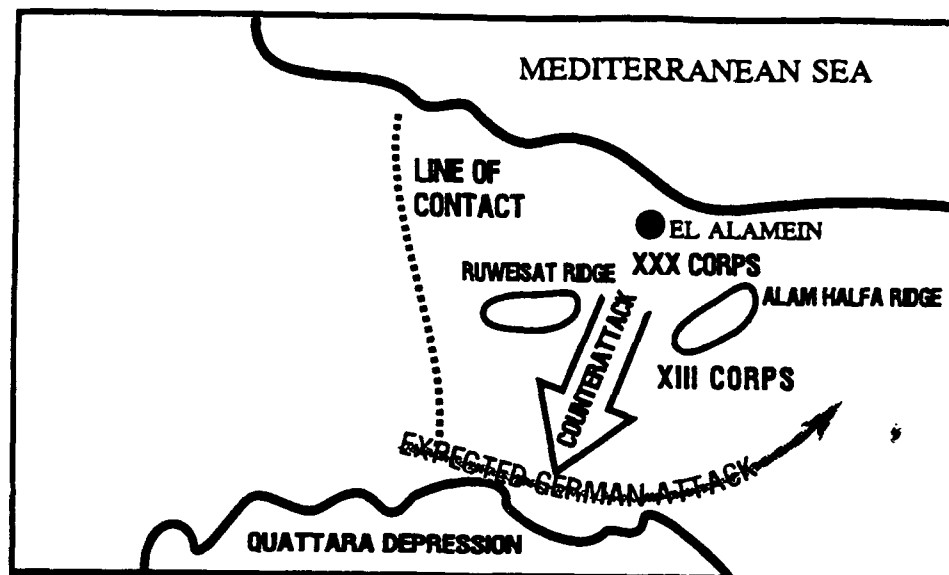 MEDITERRANEAN SEA
LINE OF
CONTACT
EL ALAMEIN
RUWEISAT RIDGE
XXX CORPS
ALAM HALFA RIDGE
COUNTERATTACK
XIII CORPS
EXPECTED GERMAN ATTACK
QUATTARA DEPRESSION